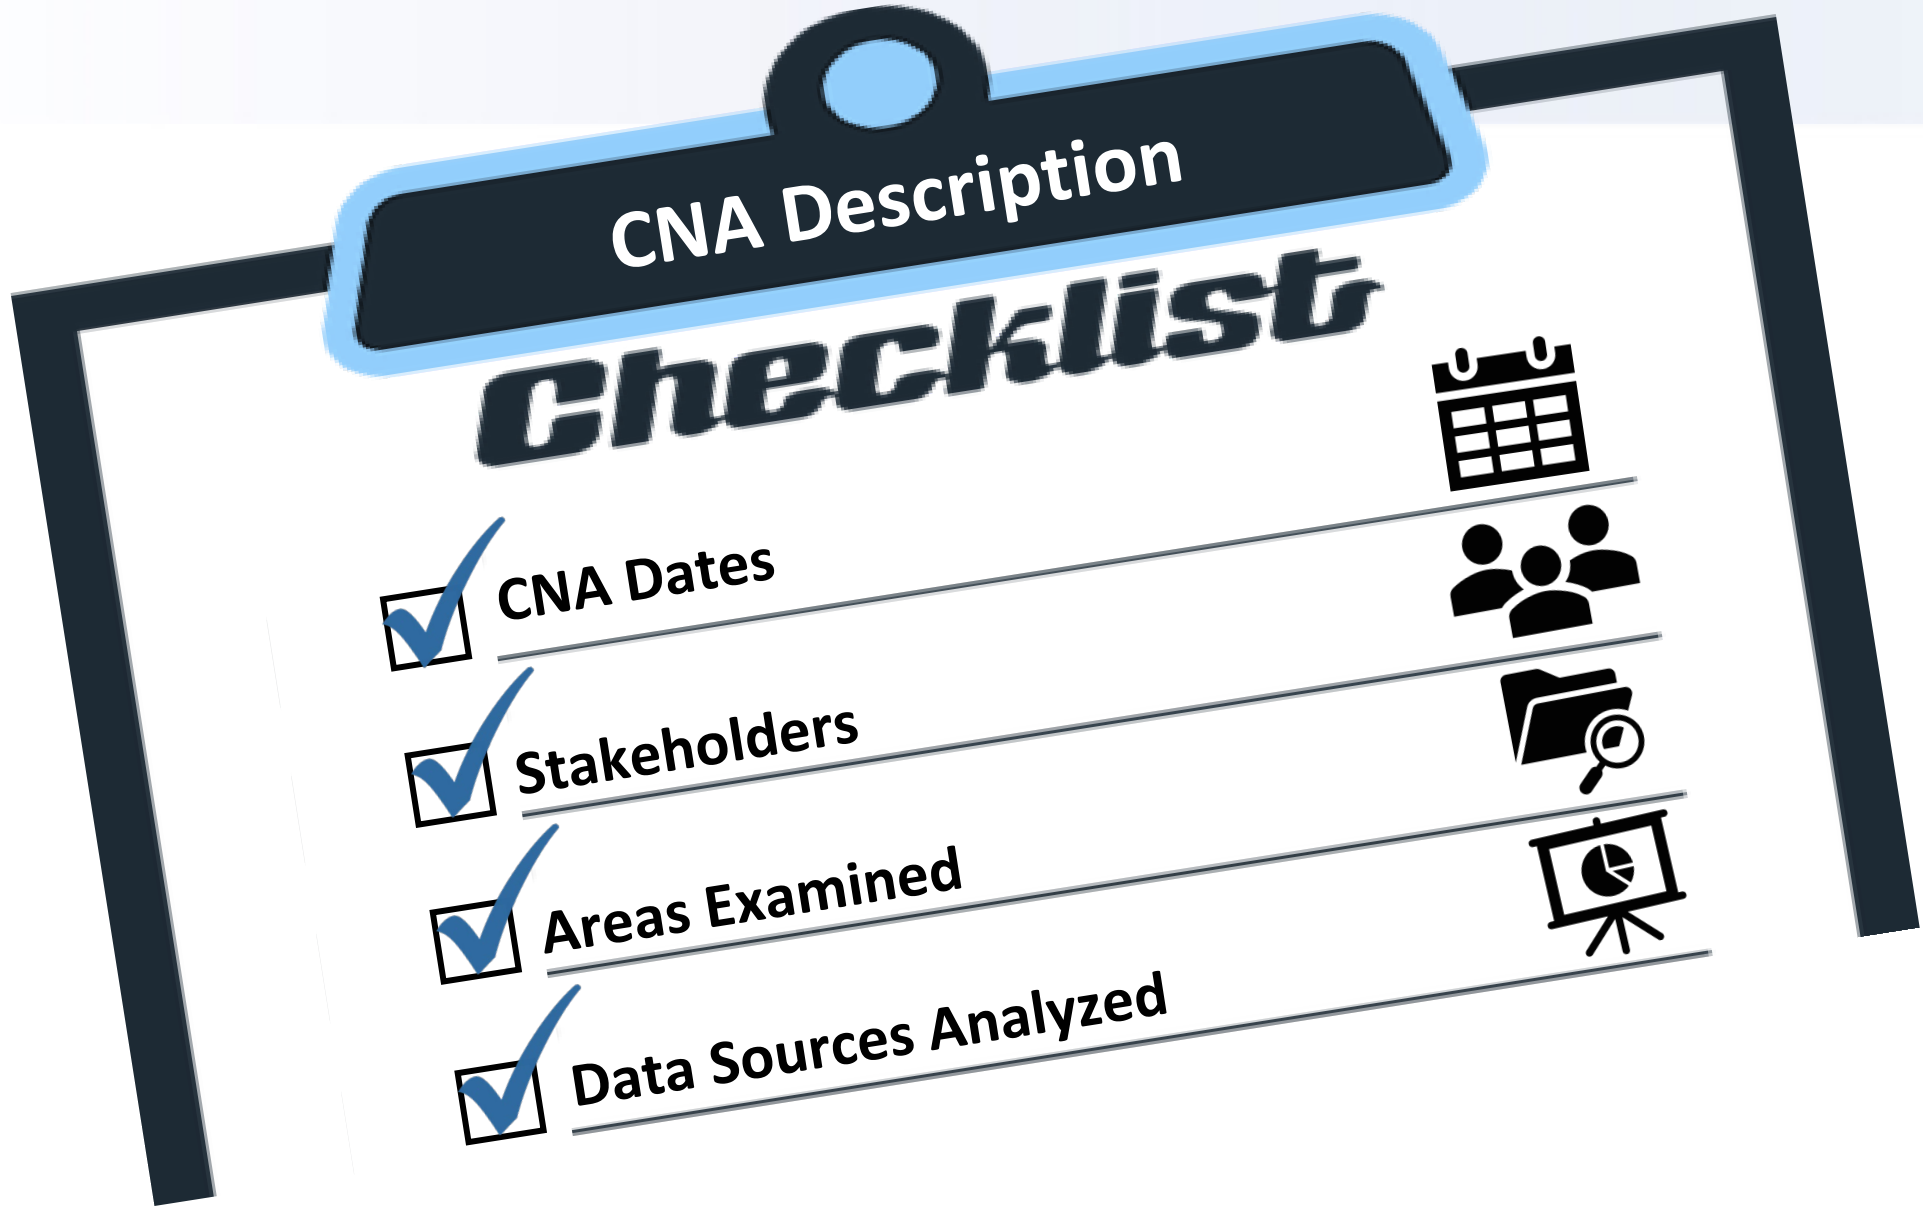 CNA Description
Checklist
CNA Dates
Stakeholders
Areas Examined
Data Sources Analyzed